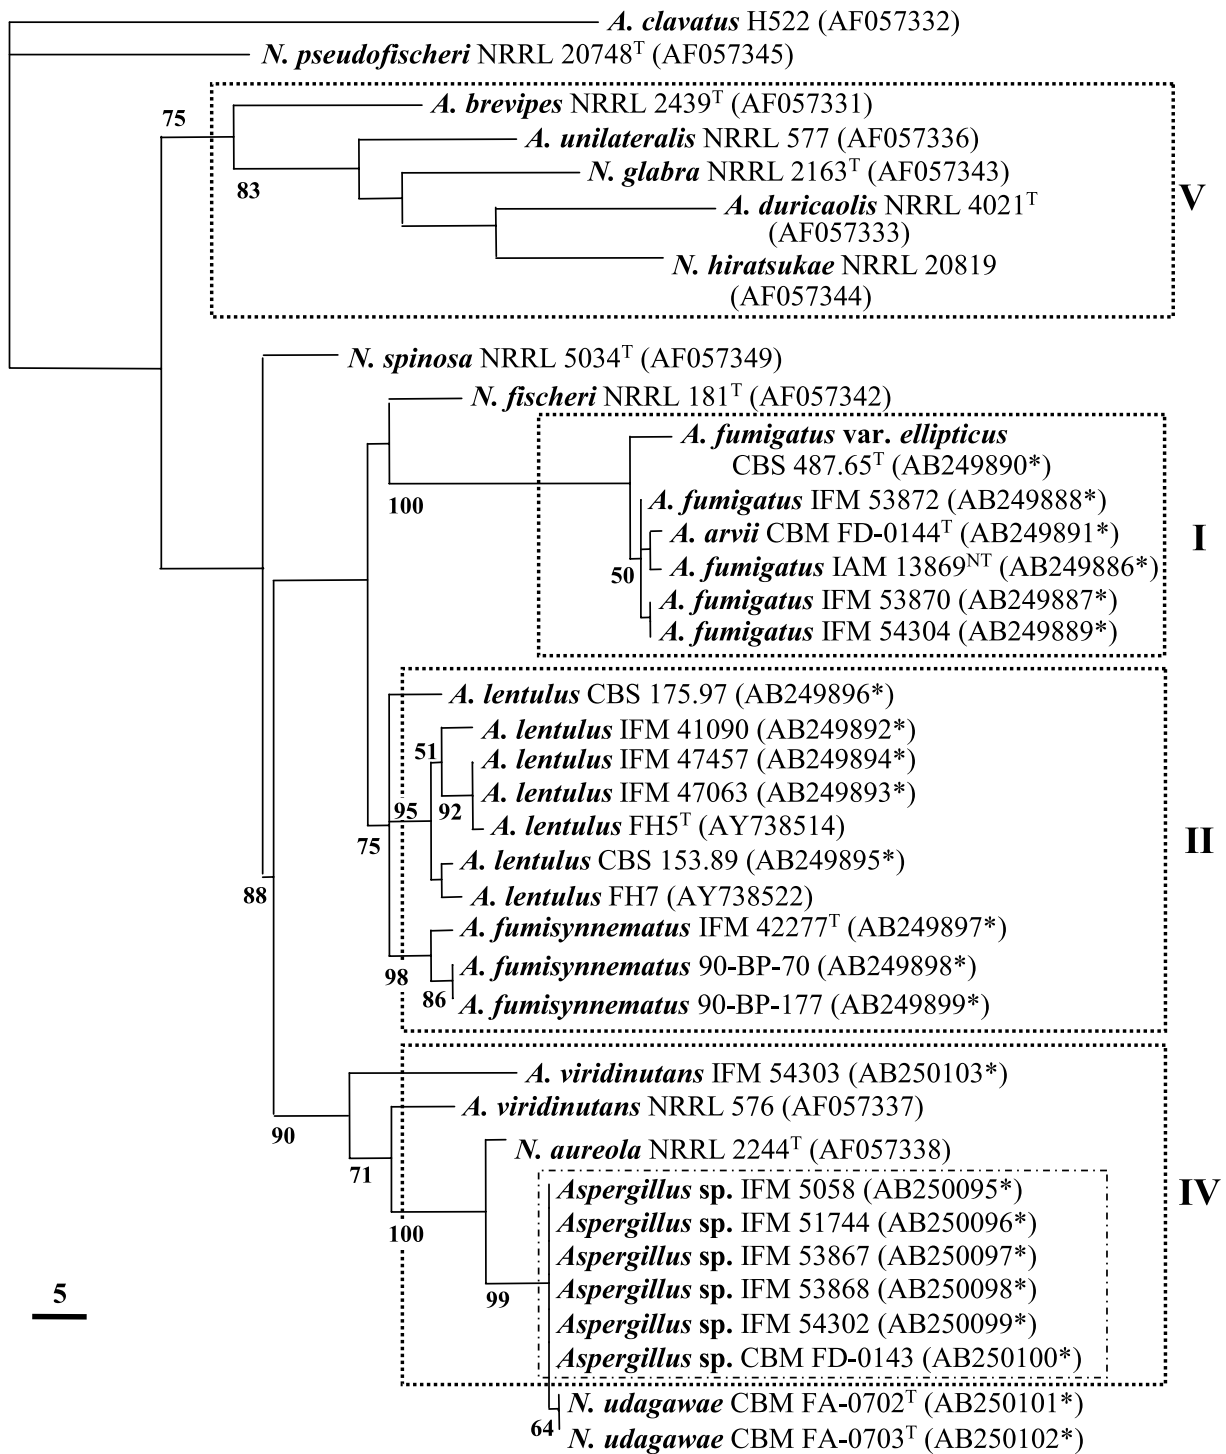 A. clavatus H522 (AF057332)
N. pseudofischeri NRRL 20748T (AF057345)
75
A. brevipes NRRL 2439T (AF057331)
A. unilateralis NRRL 577 (AF057336)
83
N. glabra NRRL 2163T (AF057343)
V
A. duricaolis NRRL 4021T
(AF057333)
N. hiratsukae NRRL 20819
(AF057344)
N. spinosa NRRL 5034T (AF057349)
N. fischeri NRRL 181T (AF057342)
A. fumigatus var. ellipticus
CBS 487.65T (AB249890*)
100
A. fumigatus IFM 53872 (AB249888*)
A. arvii CBM FD-0144T (AB249891*)
I
50
A. fumigatus IAM 13869NT (AB249886*)
A. fumigatus IFM 53870 (AB249887*)
A. fumigatus IFM 54304 (AB249889*)
A. lentulus CBS 175.97 (AB249896*)
A. lentulus IFM 41090 (AB249892*)
51
A. lentulus IFM 47457 (AB249894*)
A. lentulus IFM 47063 (AB249893*)
95
92
A. lentulus FH5T (AY738514)
75
II
A. lentulus CBS 153.89 (AB249895*)
88
A. lentulus FH7 (AY738522)
A. fumisynnematus IFM 42277T (AB249897*)
98
A. fumisynnematus 90-BP-70 (AB249898*)
86
A. fumisynnematus 90-BP-177 (AB249899*)
A. viridinutans IFM 54303 (AB250103*)
A. viridinutans NRRL 576 (AF057337)
90
N. aureola NRRL 2244T (AF057338)
71
Aspergillus sp. IFM 5058 (AB250095*)
IV
Aspergillus sp. IFM 51744 (AB250096*)
100
Aspergillus sp. IFM 53867 (AB250097*)
Aspergillus sp. IFM 53868 (AB250098*)
5
99
Aspergillus sp. IFM 54302 (AB250099*)
Aspergillus sp. CBM FD-0143 (AB250100*)
N. udagawae CBM FA-0702T (AB250101*)
64
N. udagawae CBM FA-0703T (AB250102*)